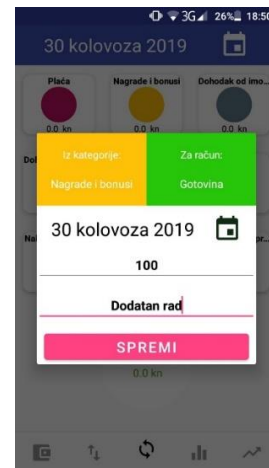 3G 26% 18:50
30 kolovoza 2019
Plaća Nagrade i bonusi Dohodak od imo...
0.0 kn 0.0 kn 0.0 kn
Iz kategorije: Za račun:
Nagrade i bonusi Gotovina
30 kolovoza 2019
100
Dodatan rad
SPREMI
0.0 kn